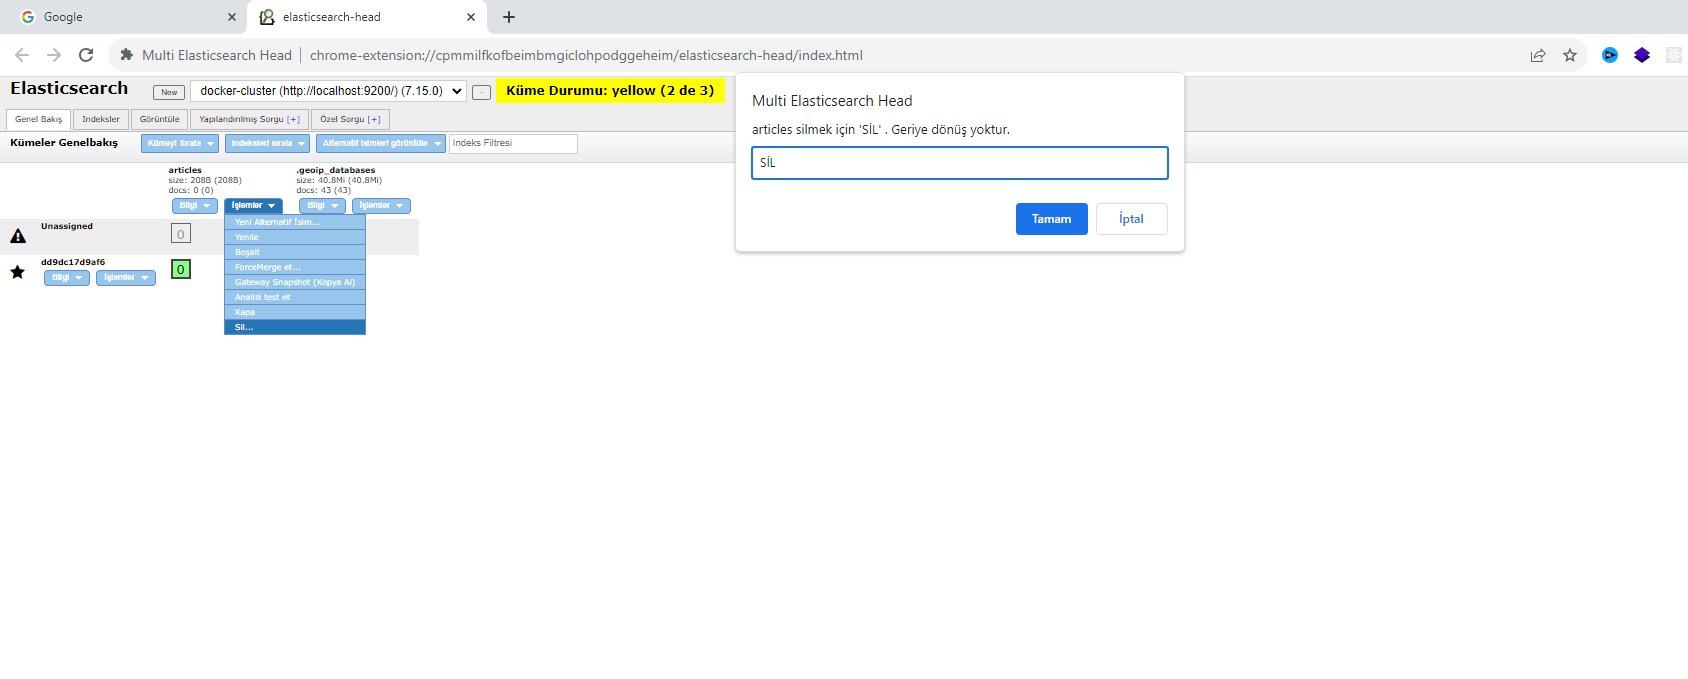 Google
elasticsearch-head
Multi Elasticsearch Head
chrome-extension://cpmmilfkofbeimbmgiclohpodggeheim/elasticsearch-head/index.html
Elasticsearch
New
docker-cluster (http://localhost:9200/) (7.15.0)
-
Küme Durumu: yellow (2 de 3)
Genel Bakış
Indeksler
Görüntüle
Yapılandırılmış Sorgu [+]
Özel Sorgu [+]
Kümeler Genelbakış
Kümeyi Sırala
Indeksleri sırala
Alternatif isimleri görüntüle
Indeks Filtresi
Multi Elasticsearch Head
articles silmek için 'SİL' . Geriye dönüş yoktur.
SİL
Tamam
İptal
articles
size: 208B (208B)
docs: 0 (0)
Bilgi
İşlemler
.geoip_databases
size: 40.8Mi (40.8Mi)
docs: 43 (43)
Bilgi
İşlemler
Yeni Alternatif İsim...
Yenile
Boşalt
ForceMerge et...
Gateway Snapshot (Kopya Al)
Analizi test et
Kapa
Sil...
Unassigned
0
dd9dc17d9af6
Bilgi
İşlemler
0